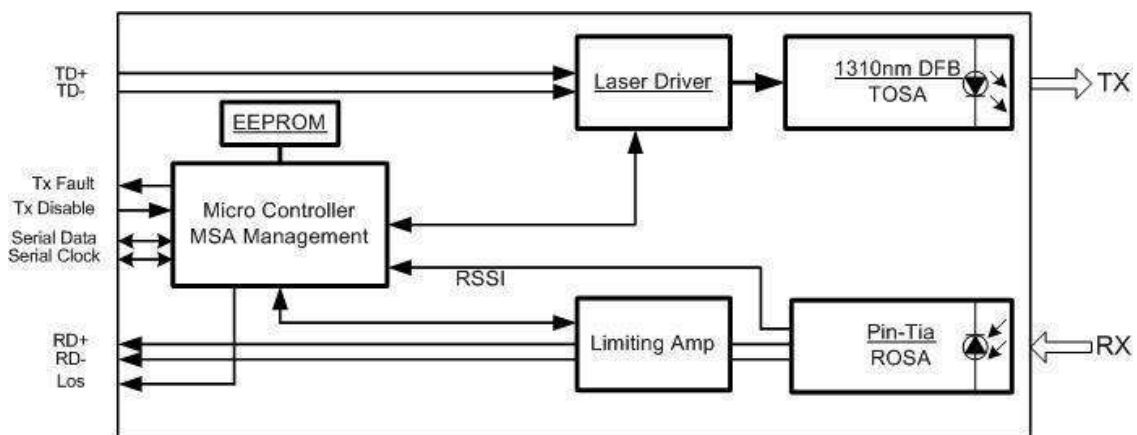 TD+
TD-
Laser Driver
1310nm DFB
TOSA
TX
EEPROM
Tx Fault
Tx Disable
Serial Data
Serial Clock
Micro Controller
MSA Management
RSSI
RD+
RD-
Los
Limiting Amp
Pin-Tia
ROSA
RX